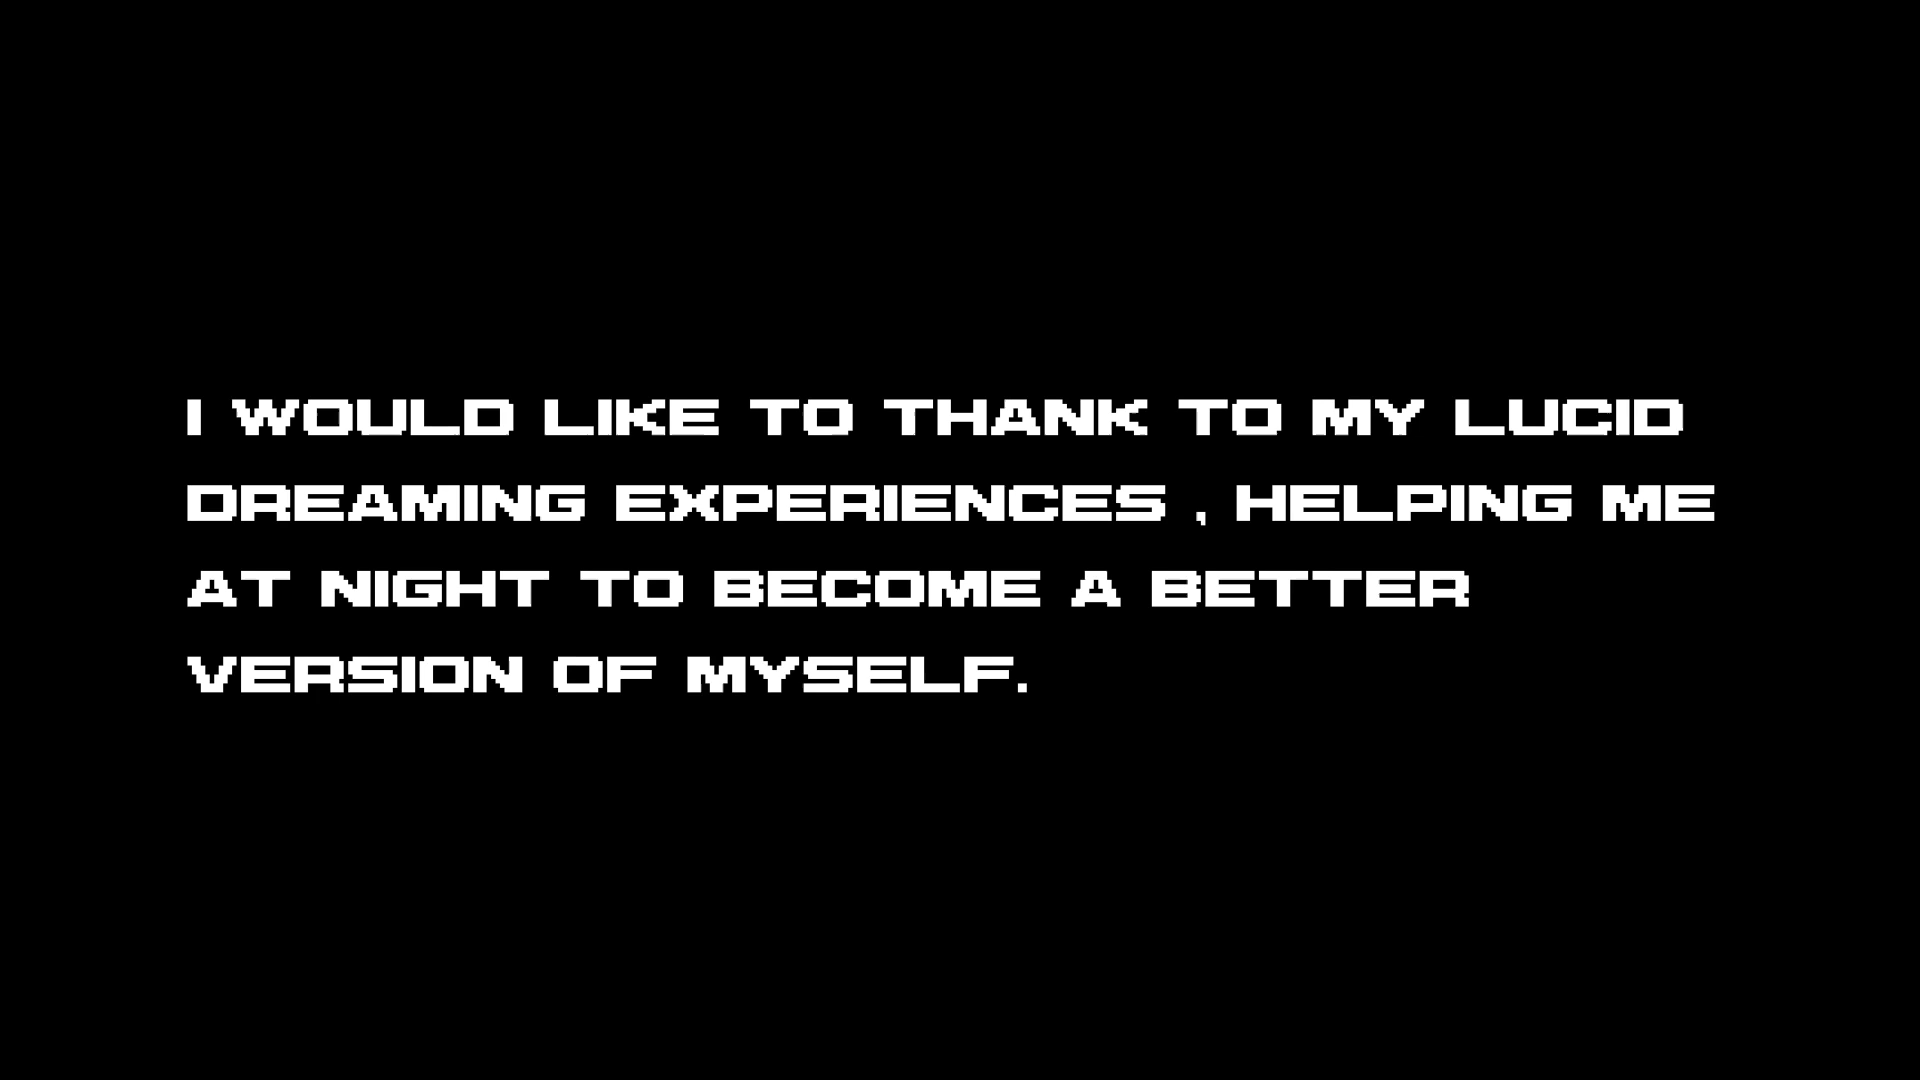 I WOULD LIKE TO THANK TO MY LUCID
DREAMING EXPERIENCES , HELPING ME
AT NIGHT TO BECOME A BETTER
VERSION OF MYSELF.